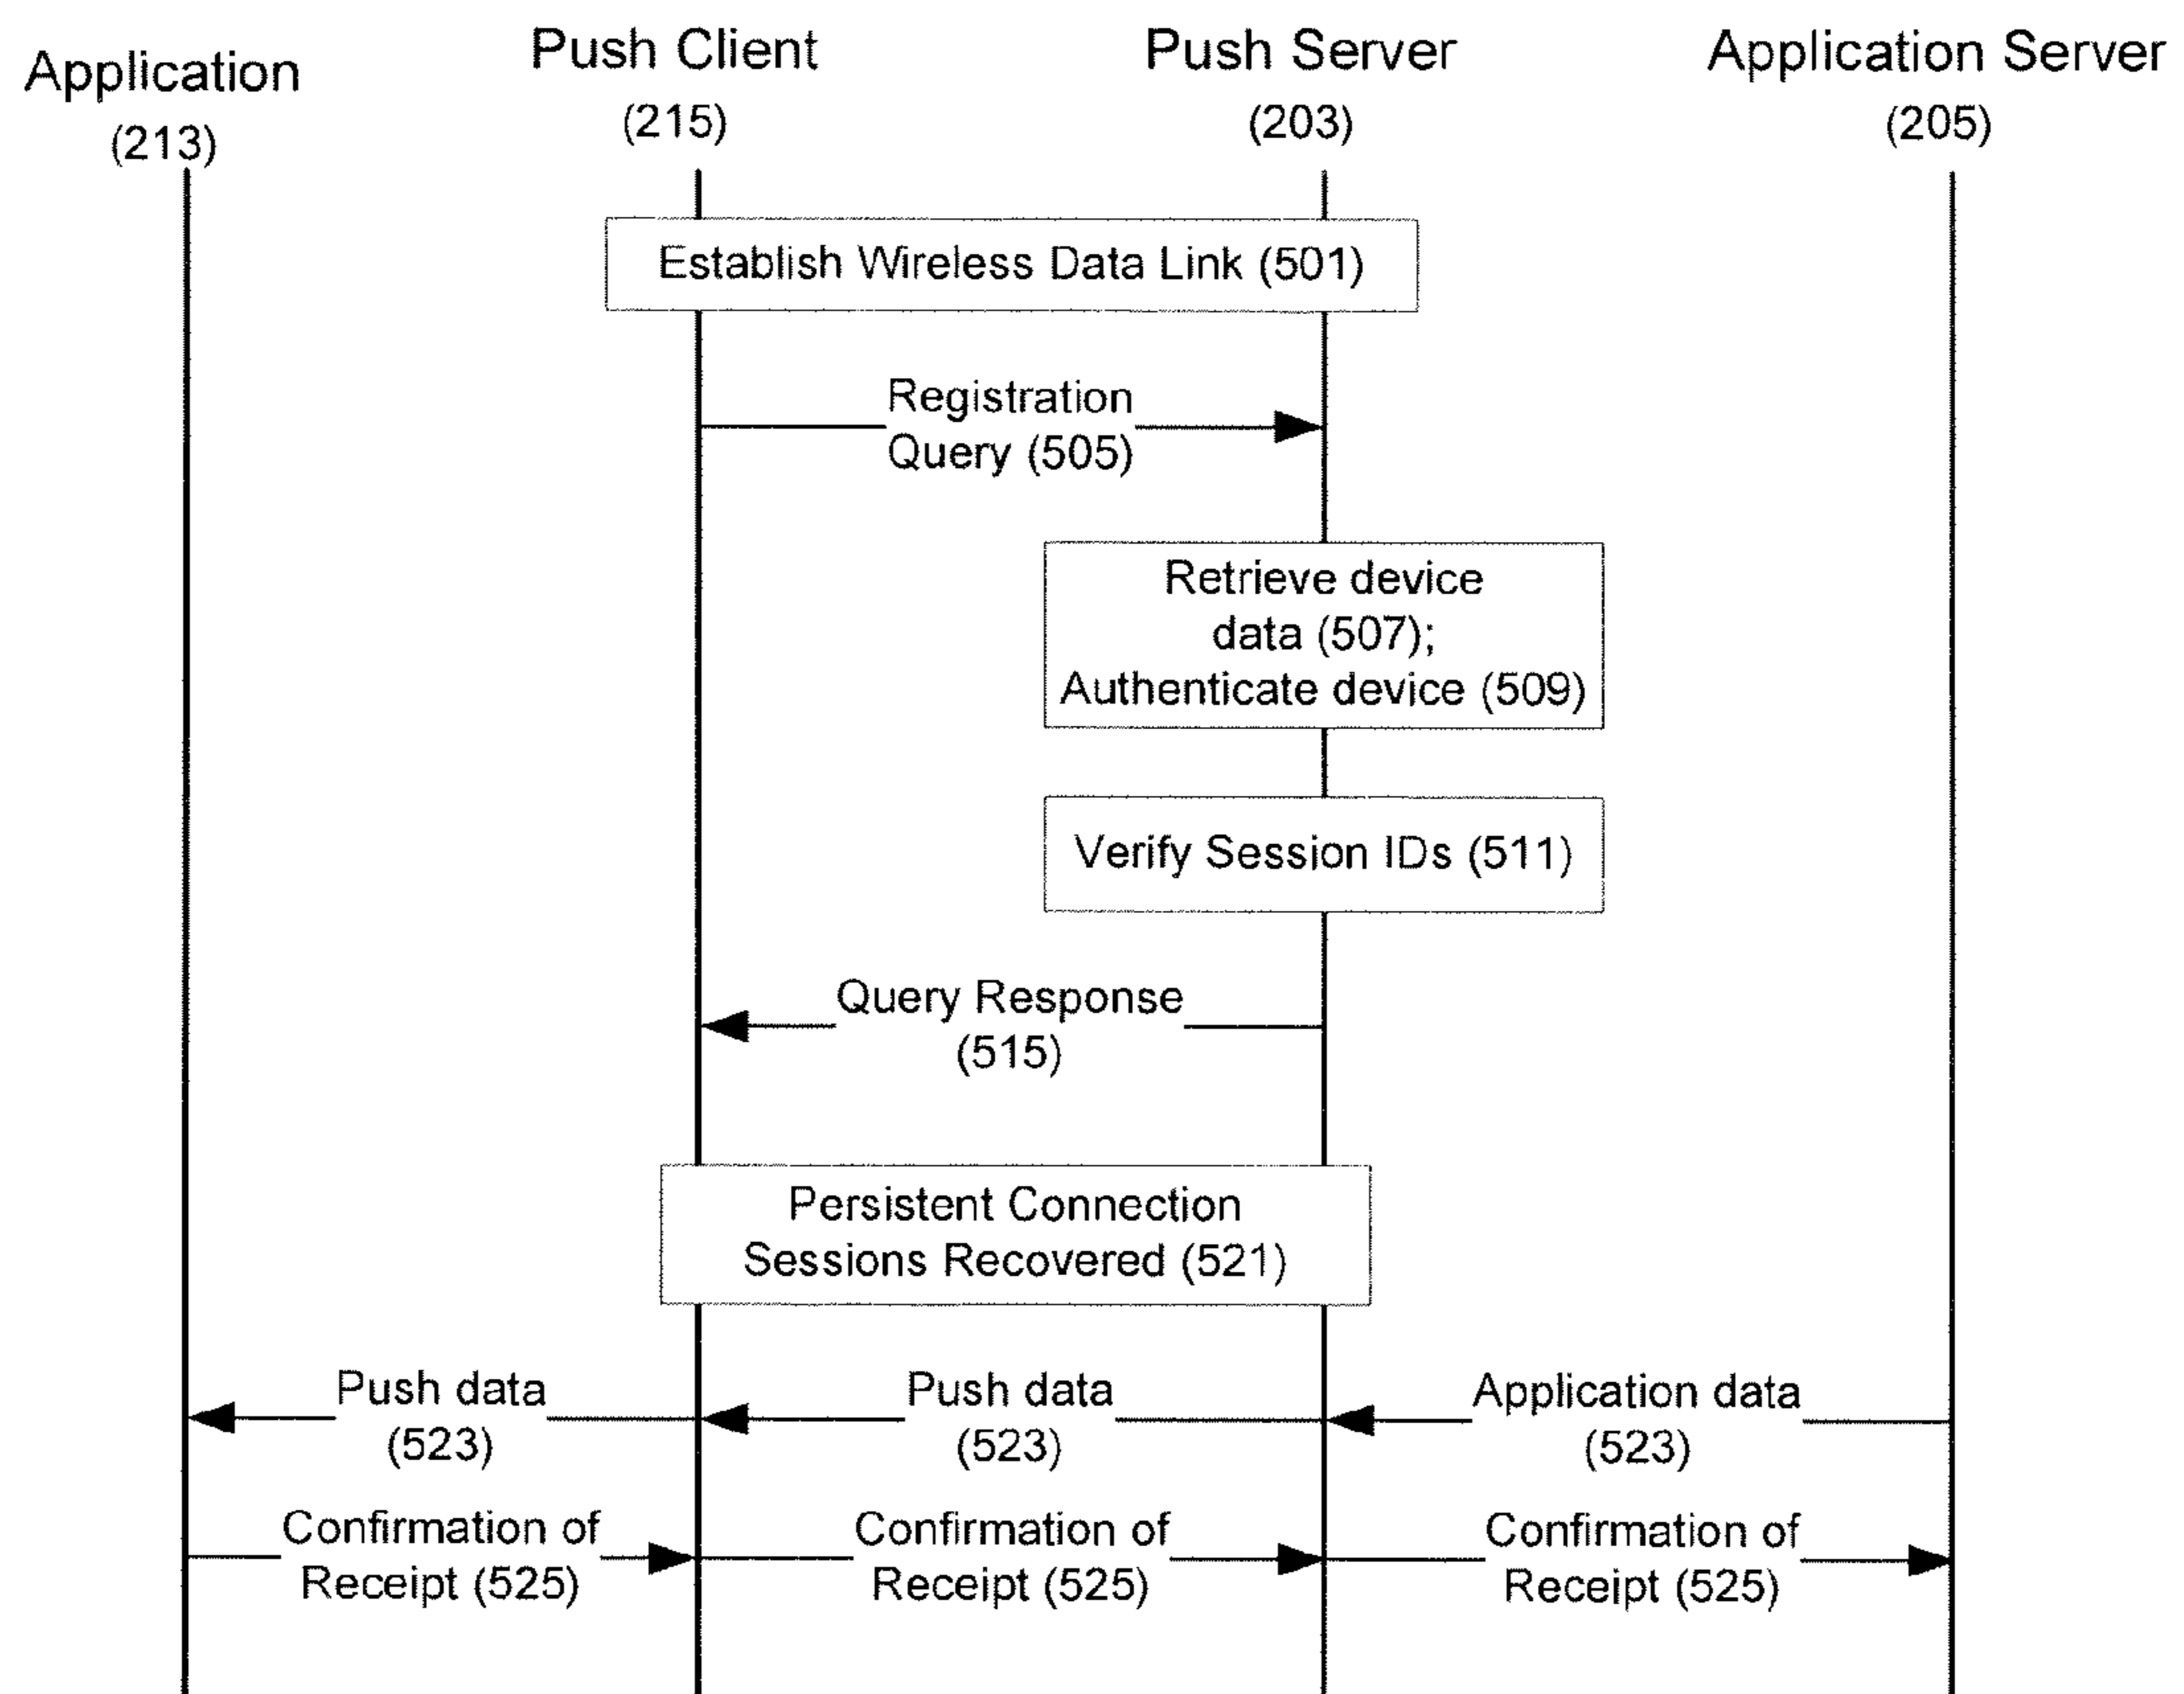 Application
(213)
Push Client
(215)
Push Server
(203)
Application Server
(205)
Establish Wireless Data Link (501)
Registration
Query (505)
Retrieve device
data (507);
Authenticate device (509)
Verify Session IDs (511)
Query Response
(515)
Persistent Connection
Sessions Recovered (521)
Push data
(523)
Push data
(523)
Application data
(523)
Confirmation of
Receipt (525)
Confirmation of
Receipt (525)
Confirmation of
Receipt (525)